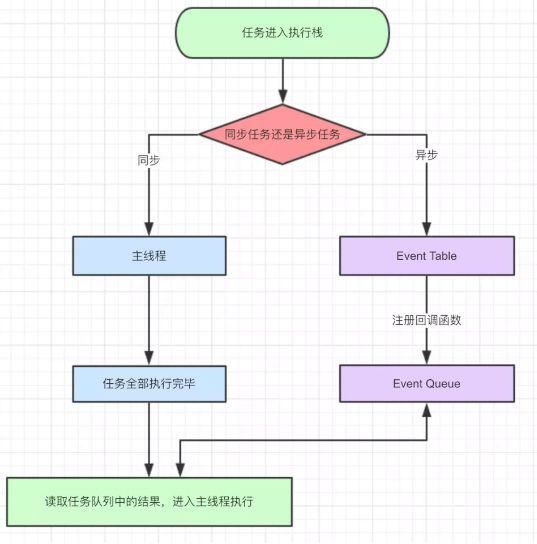 任务进入执行栈
同步任务还是异步任务
同步
异步
主线程
Event Table
注册回调函数
任务全部执行完毕
Event Queue
读取任务队列中的结果，进入主线程执行